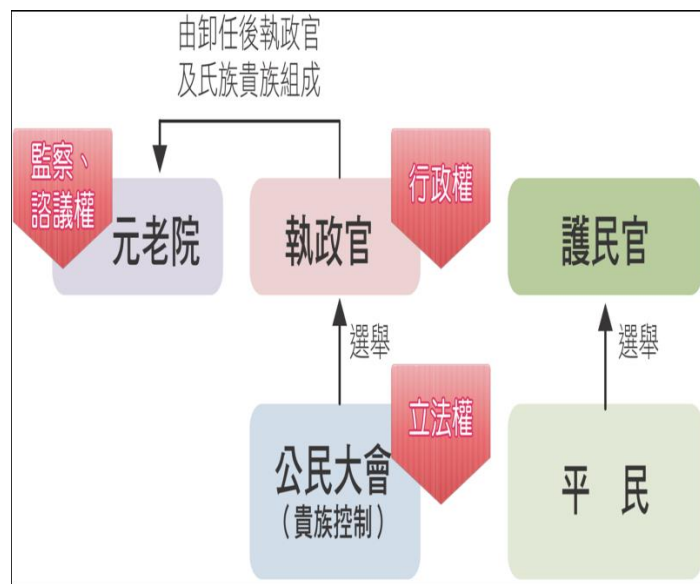 由卸任後執政官
及氏族貴族組成
監察、
諮議權
元老院
執政官
行政權
護民官
選舉
選舉
公民大會
（貴族控制）
立法權
平 民